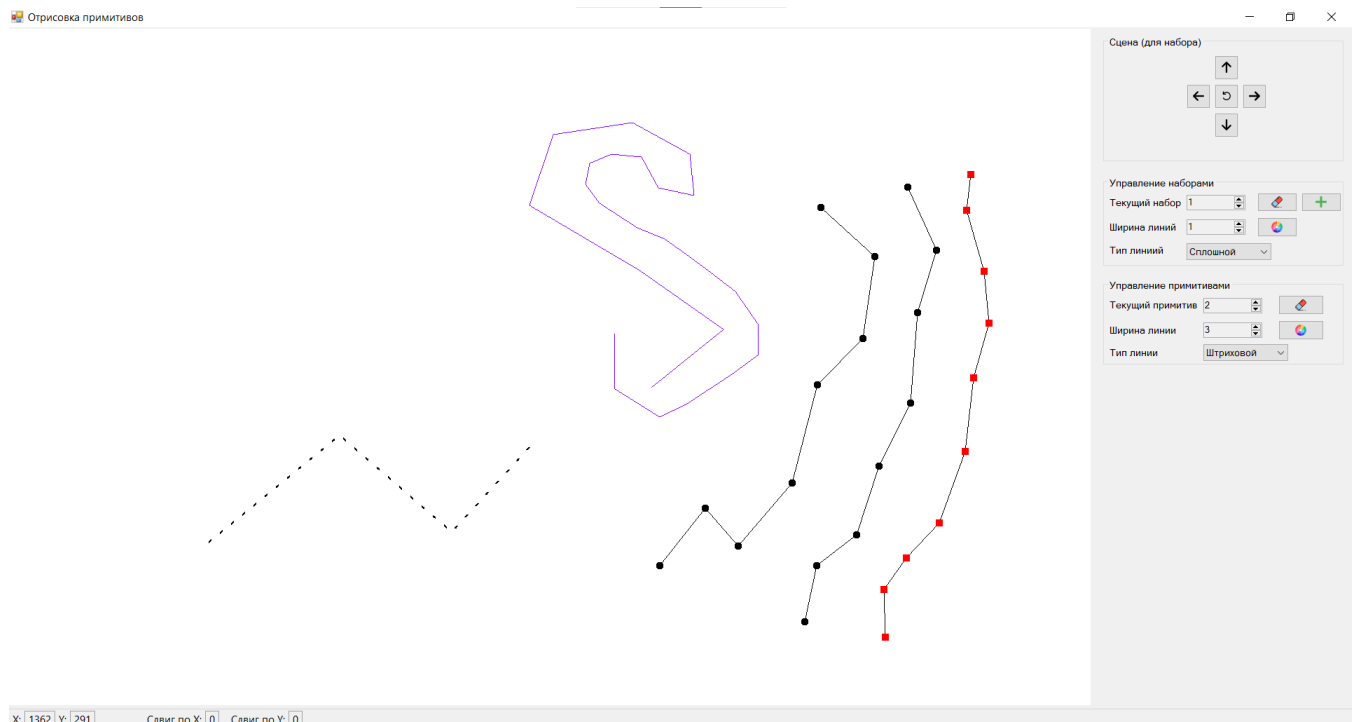 Отрисовка примитивов
Сцена (для набора)
Управление наборами
Текущий набор 1
Ширина линий 1
Тип линиий Сплошной
Управление примитивами
Текущий примитив 2
Ширина линии 3
Тип линии Штриховой
X: 1362 Y: 291 Сдвиг по X: 0 Сдвиг по Y: 0